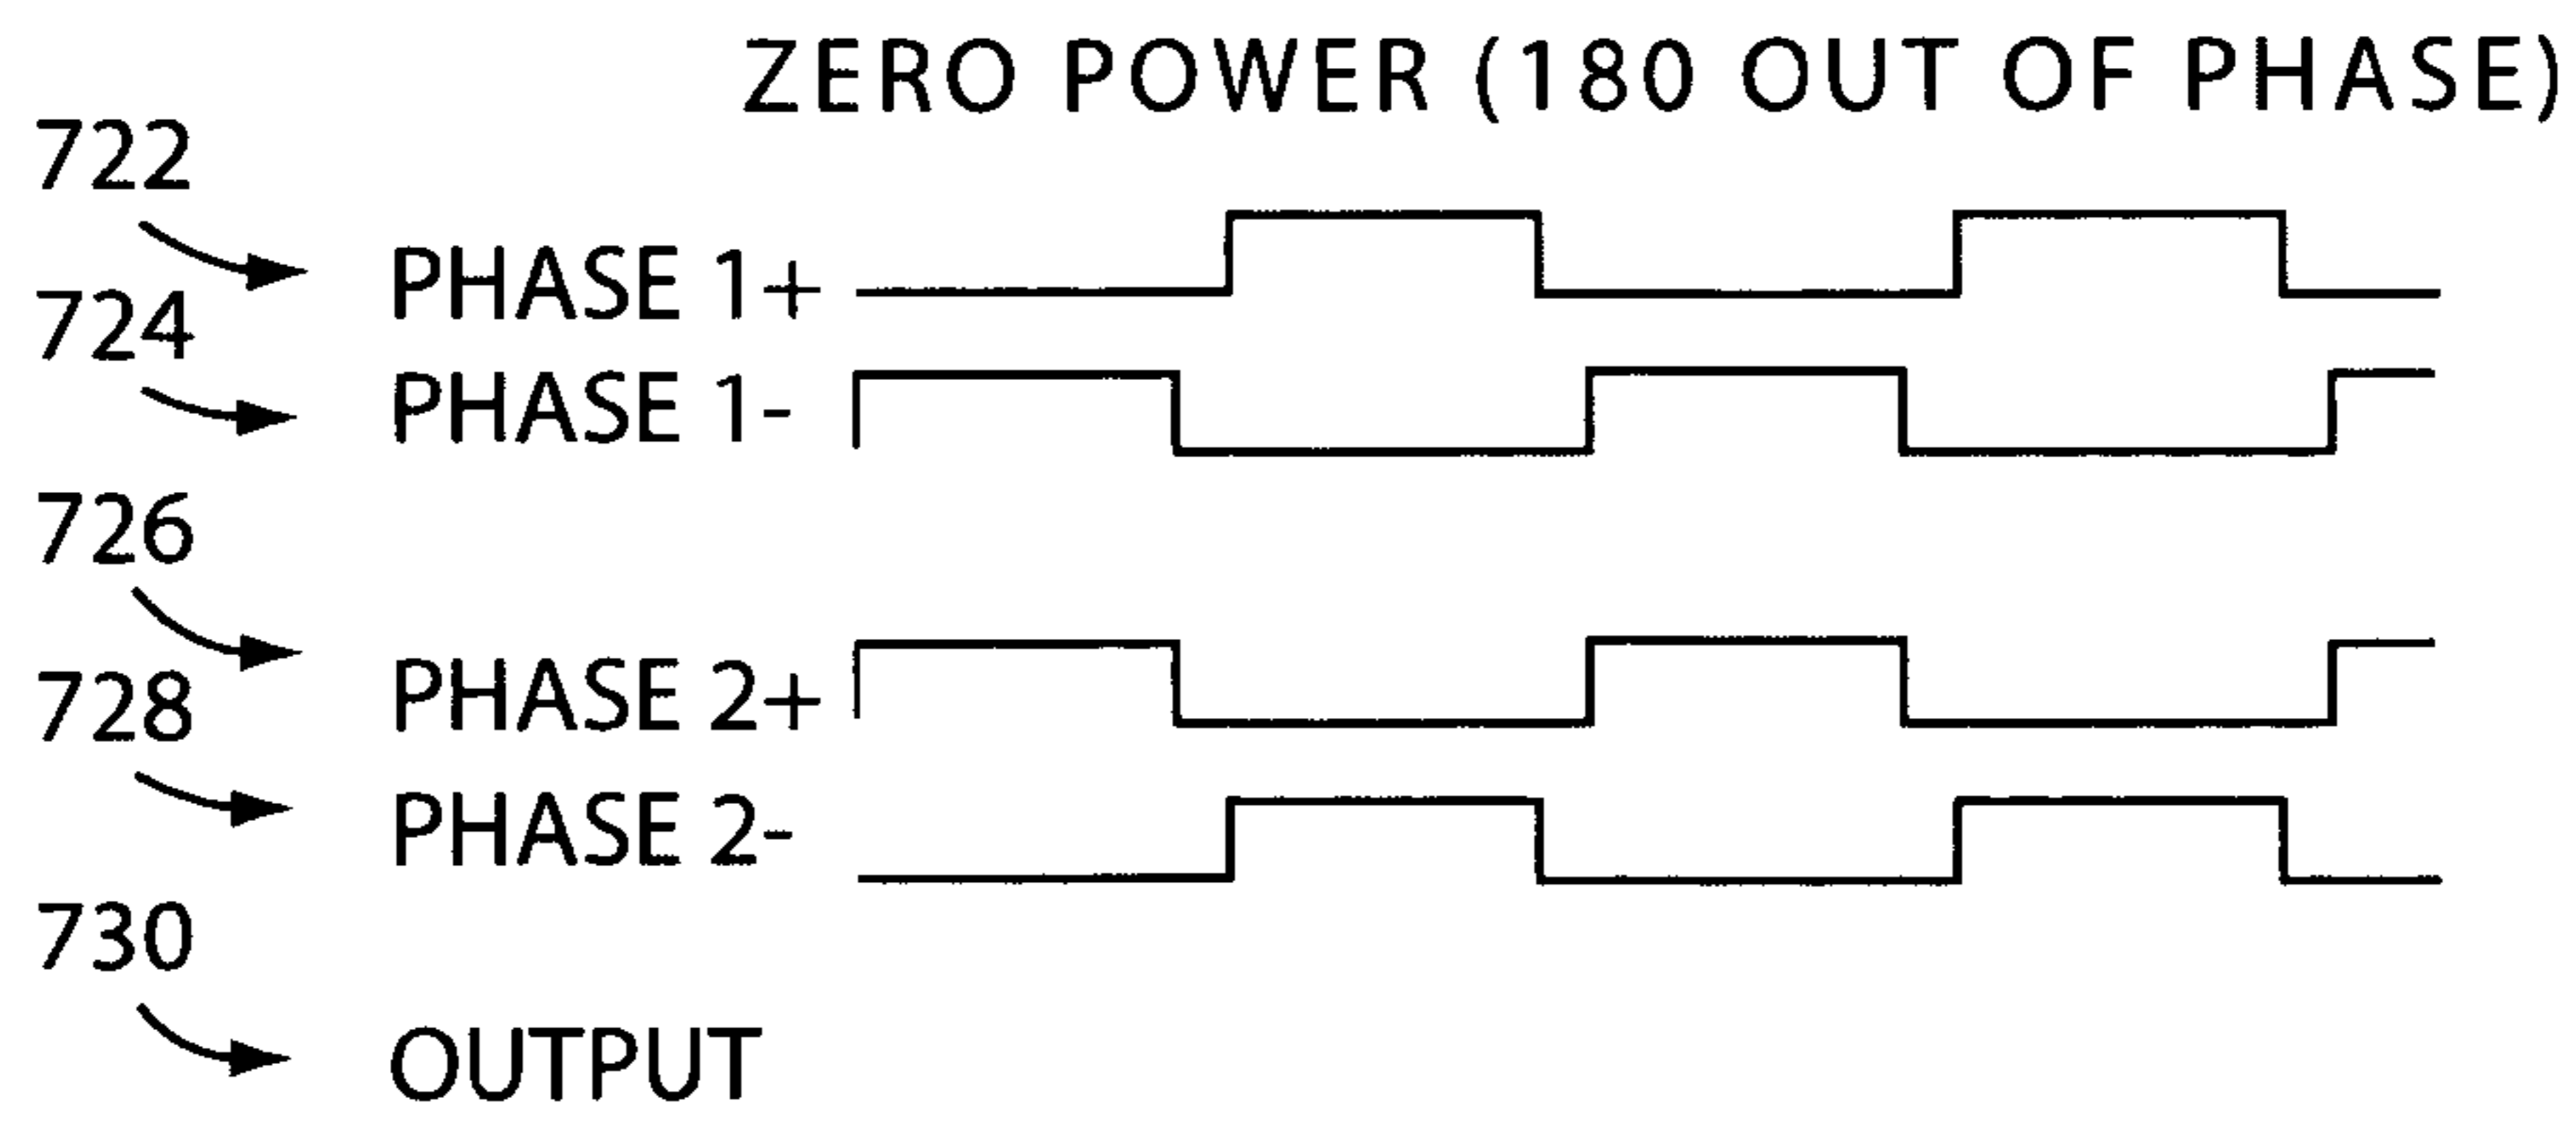 ZERO POWER (180 OUT OF PHASE)
722
PHASE 1+
724
PHASE 1-
726
PHASE 2+
728
PHASE 2-
730
OUTPUT